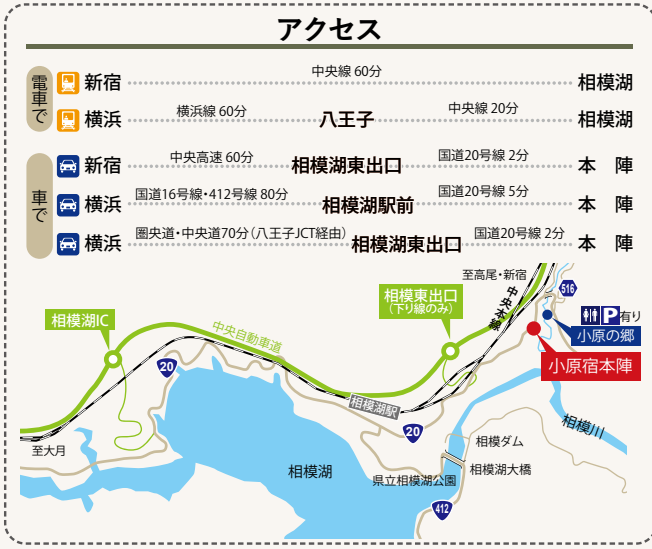 アクセス
電車で
新宿 中央線 60分 相模湖
横浜 横浜線 60分 八王子 中央線 20分 相模湖
車で
新宿 中央高速 60分 相模湖東出口 国道20号線 2分 本 陣
横浜 国道16号線・412号線 80分 相模湖駅前 国道20号線 5分 本 陣
横浜 圏央道・中央道70分(八王子JCT経由) 相模湖東出口 国道20号線 2分 本 陣
至高尾・新宿
516
相模湖IC
相模東出口
(下り線のみ)
中央本線
P有り
小原の郷
中央自動車道
小原宿本陣
20
相模湖駅
20
相模川
至大月
相模ダム
相模湖
県立相模湖公園
相模湖大橋
412